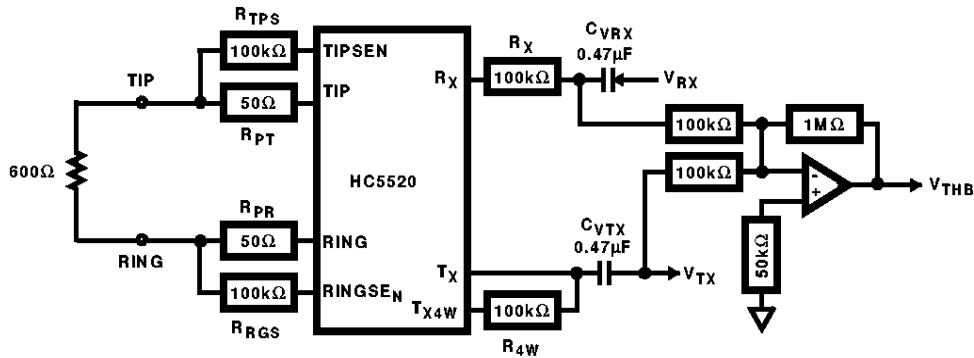 R_TPS
100kΩ
TIPSEN
TIP
50Ω
TIP
R_PT
600Ω
HC5520
R_PR
50Ω
RING
RING
100kΩ
RINGSE_N
R_RGS
R_X
R_X
100kΩ
C_VRX
0.47µF
V_RX
100kΩ
1MΩ
100kΩ
-
+
V_THB
50kΩ
C_VTX
0.47µF
T_X
V_TX
T_X4W
100kΩ
R_4W